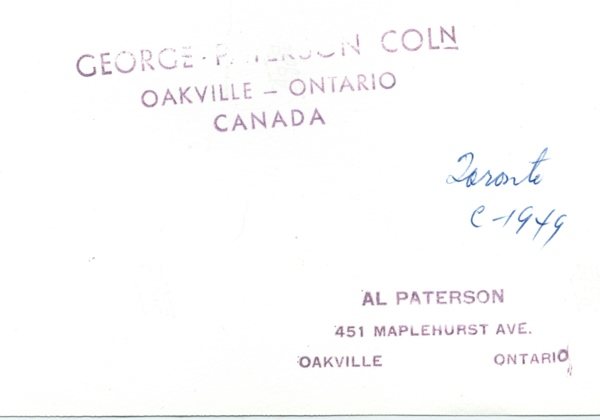 GEORGE · PATERSON COLN
OAKVILLE – ONTARIO
CANADA
Toronto
C-1949
AL PATERSON
451 MAPLEHURST AVE.
OAKVILLE ONTARIO